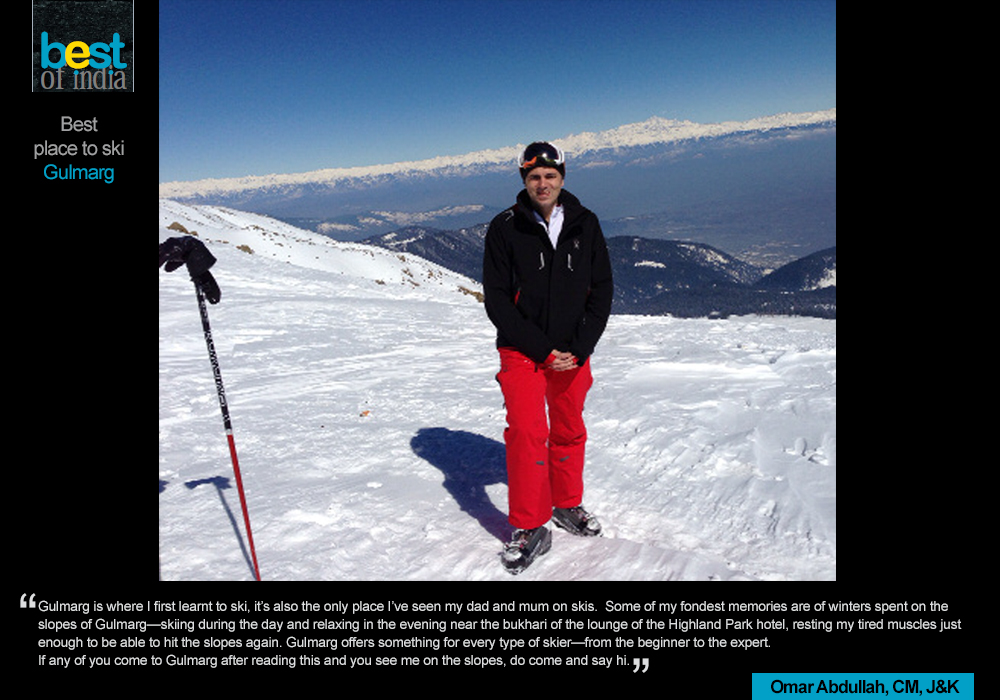 best
of india
Best
place to ski
Gulmarg
“Gulmarg is where I first learnt to ski, it's also the only place I've seen my dad and mum on skis.  Some of my fondest memories are of winters spent on the
slopes of Gulmarg—skiing during the day and relaxing in the evening near the bukhari of the lounge of the Highland Park hotel, resting my tired muscles just
enough to be able to hit the slopes again. Gulmarg offers something for every type of skier—from the beginner to the expert.
If any of you come to Gulmarg after reading this and you see me on the slopes, do come and say hi.”
Omar Abdullah, CM, J&K